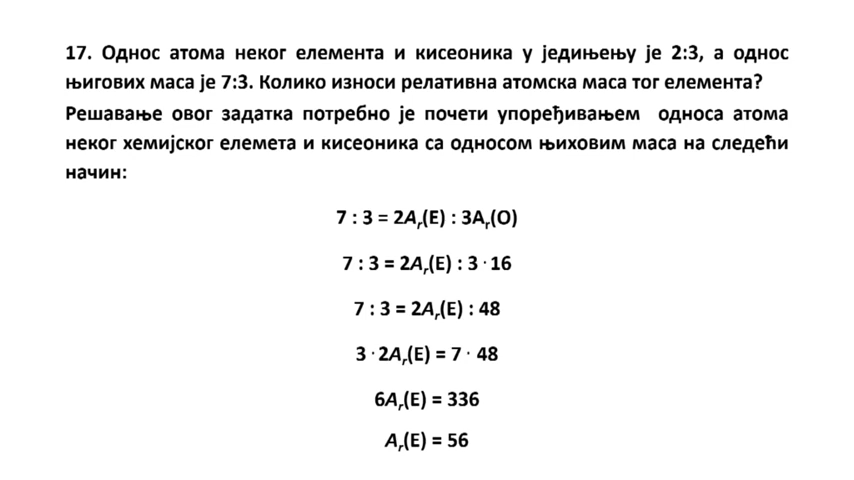 17. Однос атома неког елемента и кисеоника у једињењу је 2:3, а однос
њигових маса је 7:3. Колико износи релативна атомска маса тог елемента?
Решавање овог задатка потребно је почети упоређивањем односа атома
неког хемијског елемета и кисеоника са односом њиховим маса на следећи
начин:
7 : 3 = 2Aᵣ(E) : 3Aᵣ(O)
7 : 3 = 2Aᵣ(E) : 3 · 16
7 : 3 = 2Aᵣ(E) : 48
3 · 2Aᵣ(E) = 7 · 48
6Aᵣ(E) = 336
Aᵣ(E) = 56